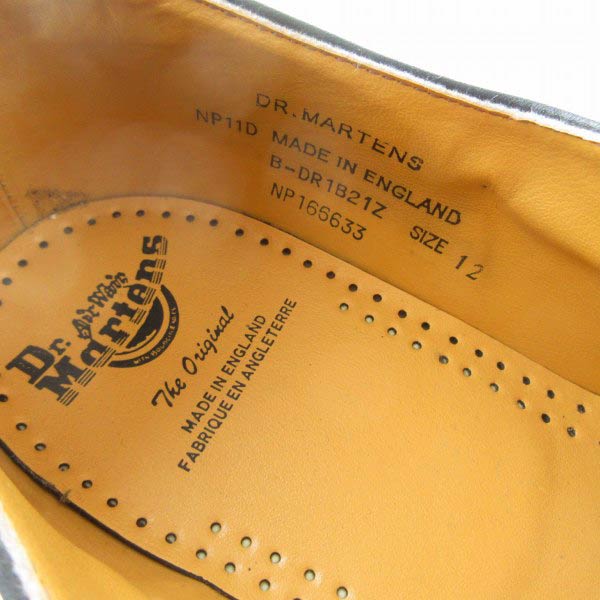 DR. MARTENS
NP11D MADE IN ENGLAND
B-DR1B21Z SIZE 12
NP166633
Dr. Martens
The Original
MADE IN ENGLAND
FABRIQUE EN ANGLETERRE